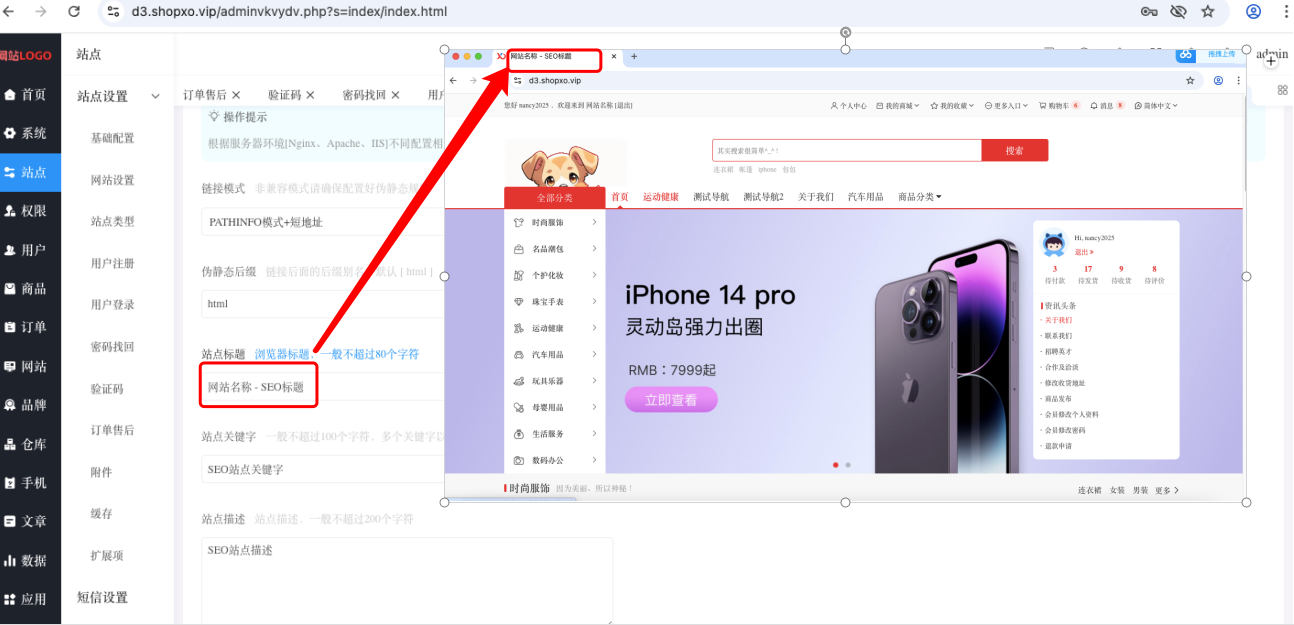 d3.shopxo.vip/adminvkvydv.php?s=index/index.html
网站LOGO
首页
系统
站点
权限
用户
商品
订单
网站
品牌
仓库
手机
文章
数据
应用
站点
站点设置
基础配置
网站设置
站点类型
用户注册
用户登录
密码找回
验证码
订单售后
附件
缓存
扩展项
短信设置
admin
订单售后 × 验证码 × 密码找回 × 用户
操作提示
根据服务器环境[Nginx、Apache、IIS]不同配置相
链接模式 非兼容模式请确保配置好伪静态规
PATHINFO模式+短地址
伪静态后缀 链接后面的后缀别名,默认 [ html ]
html
站点标题 浏览器标题，一般不超过80个字符
网站名称 - SEO标题
站点关键字 一般不超过100个字符，多个关键字以
SEO站点关键字
站点描述 站点描述，一般不超过200个字符
SEO站点描述
网站名称 - SEO标题
拖拽上传
d3.shopxo.vip
您好 nancy2025 ，欢迎来到 网站名称 [退出]
个人中心 我的商城 我的收藏 更多入口 购物车 6 消息 8 简体中文
其实搜索很简单^_^ !
搜索
连衣裙 帐篷 iphone 包包
全部分类 首页 运动健康 测试导航 测试导航2 关于我们 汽车用品 商品分类
时尚服饰
名品潮包
个护化妆
珠宝手表
运动健康
汽车用品
玩具乐器
母婴用品
生活服务
数码办公
iPhone 14 pro
灵动岛强力出圈
RMB：7999起
立即查看
Hi, nancy2025
退出 >
3 17 9 8
待付款 待发货 待收货 待评价
资讯头条
· 关于我们
· 联系我们
· 招聘英才
· 合作及洽谈
· 修改收货地址
· 商品发布
· 会员修改个人资料
· 会员修改密码
· 退款申请
时尚服饰 因为美丽，所以神秘！
连衣裙 女装 男装 更多 >